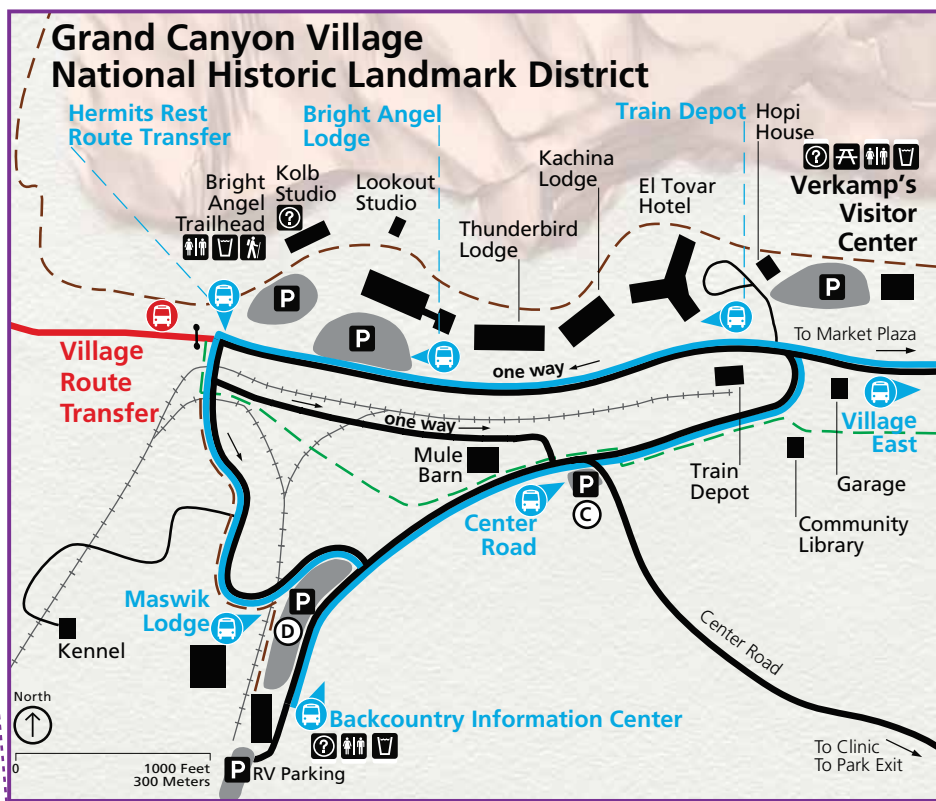 Grand Canyon Village
National Historic Landmark District
Hermits Rest
Route Transfer
Bright Angel
Lodge
Train Depot
Hopi
House
Verkamp's
Visitor
Center
Bright
Angel
Trailhead
Kolb
Studio
Lookout
Studio
Thunderbird
Lodge
Kachina
Lodge
El Tovar
Hotel
?
?
P
P
P
To Market Plaza
Village
Route
Transfer
one way
one way
Village
East
Mule
Barn
Train
Depot
Garage
Community
Library
Center
Road
P
C
Maswik
Lodge
P
D
Kennel
Center Road
North
Backcountry Information Center
?
0
1000 Feet
300 Meters
P
RV Parking
To Clinic
To Park Exit